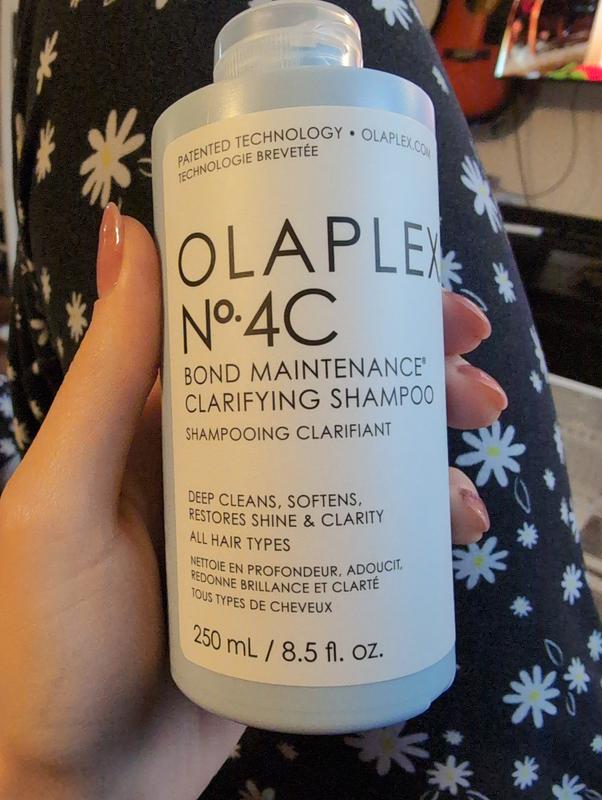 PATENTED TECHNOLOGY • OLAPLEX.COM
TECHNOLOGIE BREVETÉE
OLAPLEX
Nº.4C
BOND MAINTENANCE®
CLARIFYING SHAMPOO
SHAMPOOING CLARIFIANT
DEEP CLEANS, SOFTENS,
RESTORES SHINE & CLARITY
ALL HAIR TYPES
NETTOIE EN PROFONDEUR, ADOUCIT,
REDONNE BRILLANCE ET CLARTÉ
TOUS TYPES DE CHEVEUX
250 mL / 8.5 fl. oz.